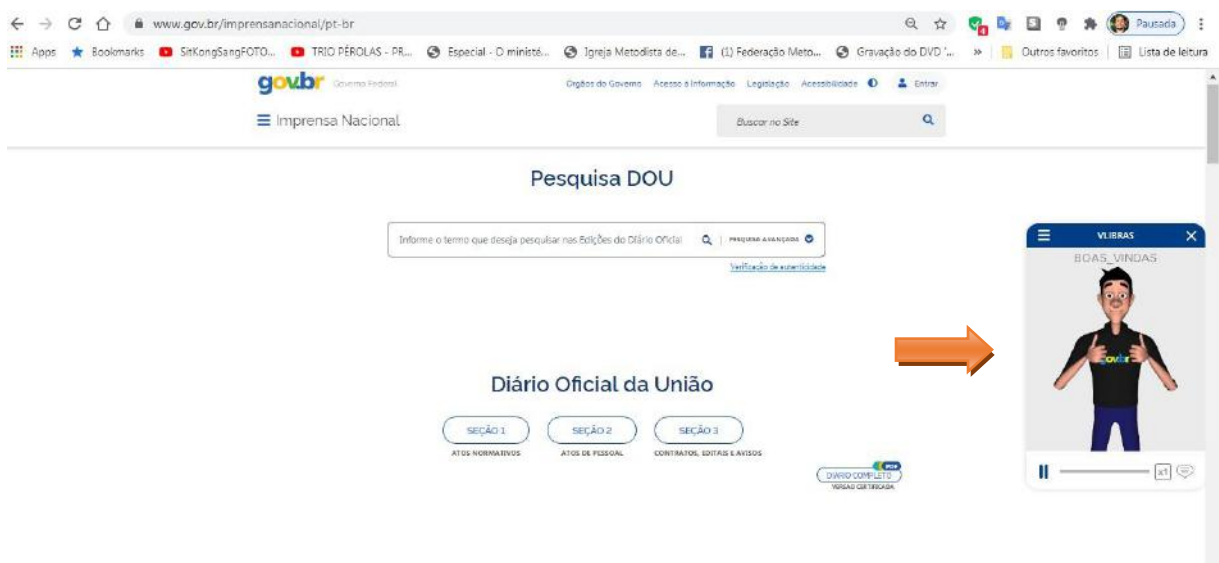 www.gov.br/imprensanacional/pt-br
Pausada
Apps Bookmarks SitKongSangFOTO... TRIO PÉROLAS - PR... Especial - O ministé... Igreja Metodista de... (1) Federação Meto... Gravação do DVD '... » Outros favoritos Lista de leitura
gov.br Governo Federal Órgãos do Governo Acesso à Informação Legislação Acessibilidade Entrar
Imprensa Nacional Buscar no Site
Pesquisa DOU
Informe o termo que deseja pesquisar nas Edições do Diário Oficial PESQUISA AVANÇADA
Verificação de autenticidade
VLIBRAS
BOAS_VINDAS
gov.br
Diário Oficial da União
SEÇÃO 1 SEÇÃO 2 SEÇÃO 3
ATOS NORMATIVOS ATOS DE PESSOAL CONTRATOS, EDITAIS E AVISOS
PDF
DIÁRIO COMPLETO
VERSÃO CERTIFICADA
x1